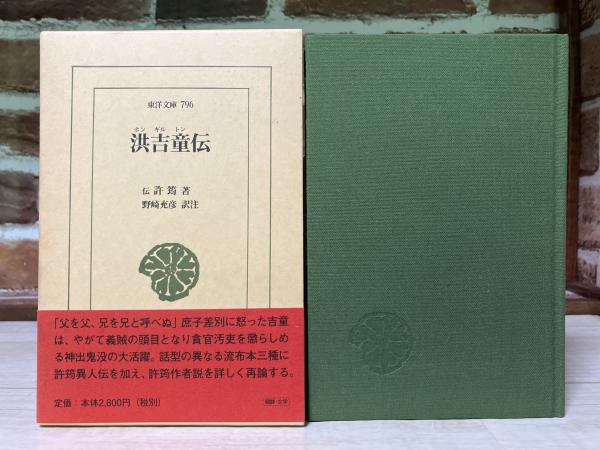 東洋文庫 796
ホン ギル トン
洪吉童伝
伝 許筠 著
野崎充彦 訳注
「父を父、兄を兄と呼べぬ」庶子差別に怒った吉童
は、やがて義賊の頭目となり貪官汚吏を懲らしめ
る神出鬼没の大活躍。話型の異なる流布本三種に
許筠異人伝を加え、許筠作者説を詳しく再論する。
定価：本体2,800円（税別）
朝鮮・文学